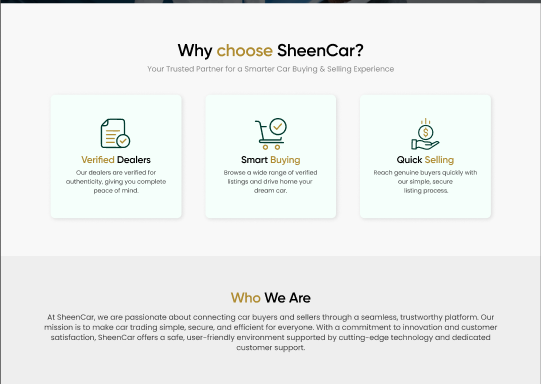 Why choose SheenCar?
Your Trusted Partner for a Smarter Car Buying & Selling Experience
Verified Dealers
Our dealers are verified for
authenticity, giving you complete
peace of mind.
Smart Buying
Browse a wide range of verified
listings and drive home your
dream car.
Quick Selling
Reach genuine buyers quickly with
our simple, secure
listing process.
Who We Are
At SheenCar, we are passionate about connecting car buyers and sellers through a seamless, trustworthy platform. Our
mission is to make car trading simple, secure, and efficient for everyone. With a commitment to innovation and customer
satisfaction, SheenCar offers a safe, user-friendly environment supported by cutting-edge technology and dedicated
customer support.